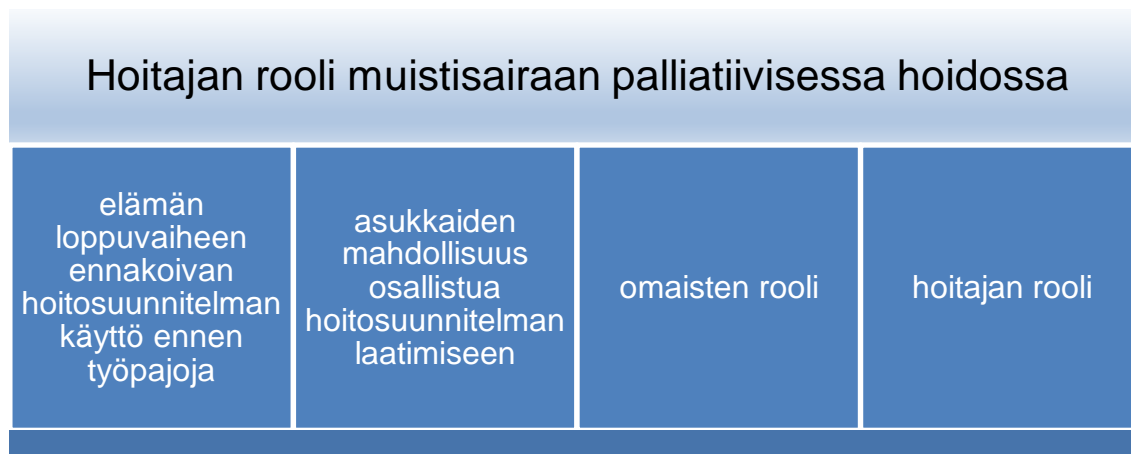 Hoitajan rooli muistisairaan palliatiivisessa hoidossa
elämän
loppuvaiheen
ennakoivan
hoitosuunnitelman
käyttö ennen
työpajoja
asukkaiden
mahdollisuus
osallistua
hoitosuunnitelman
laatimiseen
omaisten rooli
hoitajan rooli